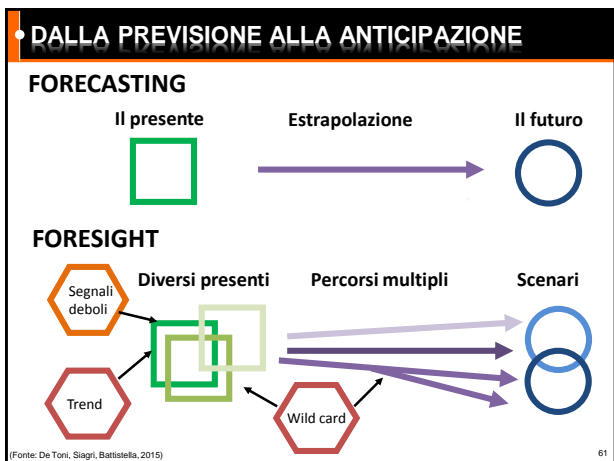 DALLA PREVISIONE ALLA ANTICIPAZIONE
FORECASTING
Il presente Estrapolazione Il futuro
FORESIGHT
Segnali
deboli
Diversi presenti Percorsi multipli Scenari
Trend
Wild card
(Fonte: De Toni, Siagri, Battistella, 2015)
61